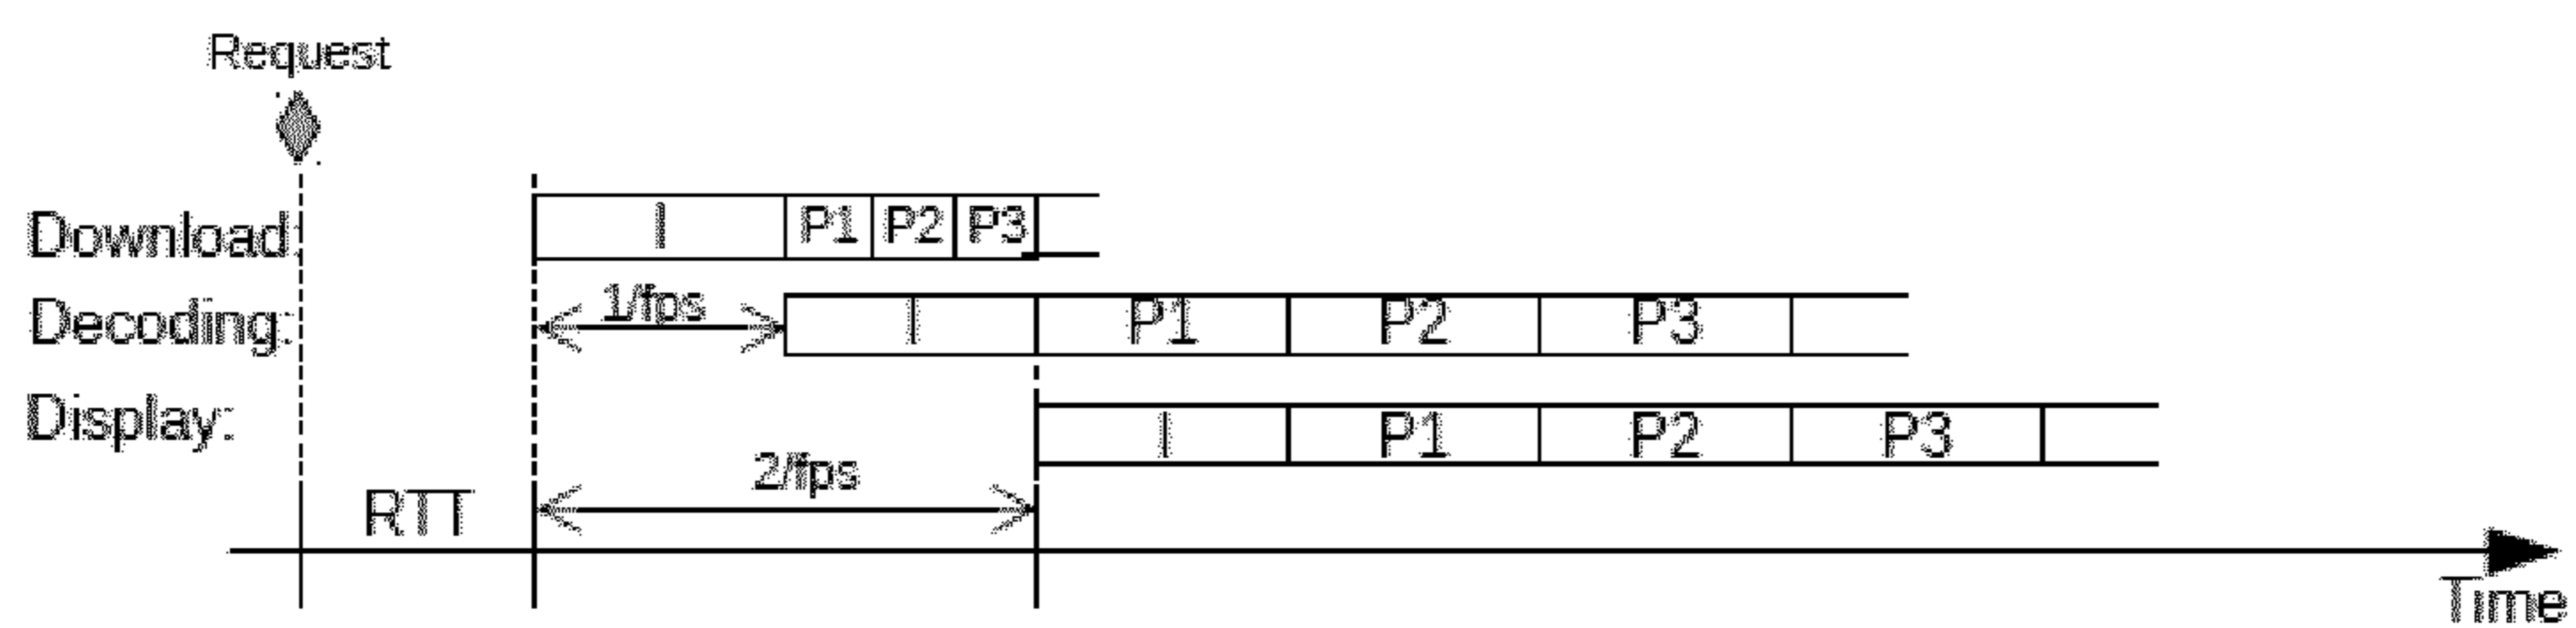 Request
Download:
I P1 P2 P3
1/fps
Decoding:
I P1 P2 P3
Display:
I P1 P2 P3
2/fps
RTT
Time